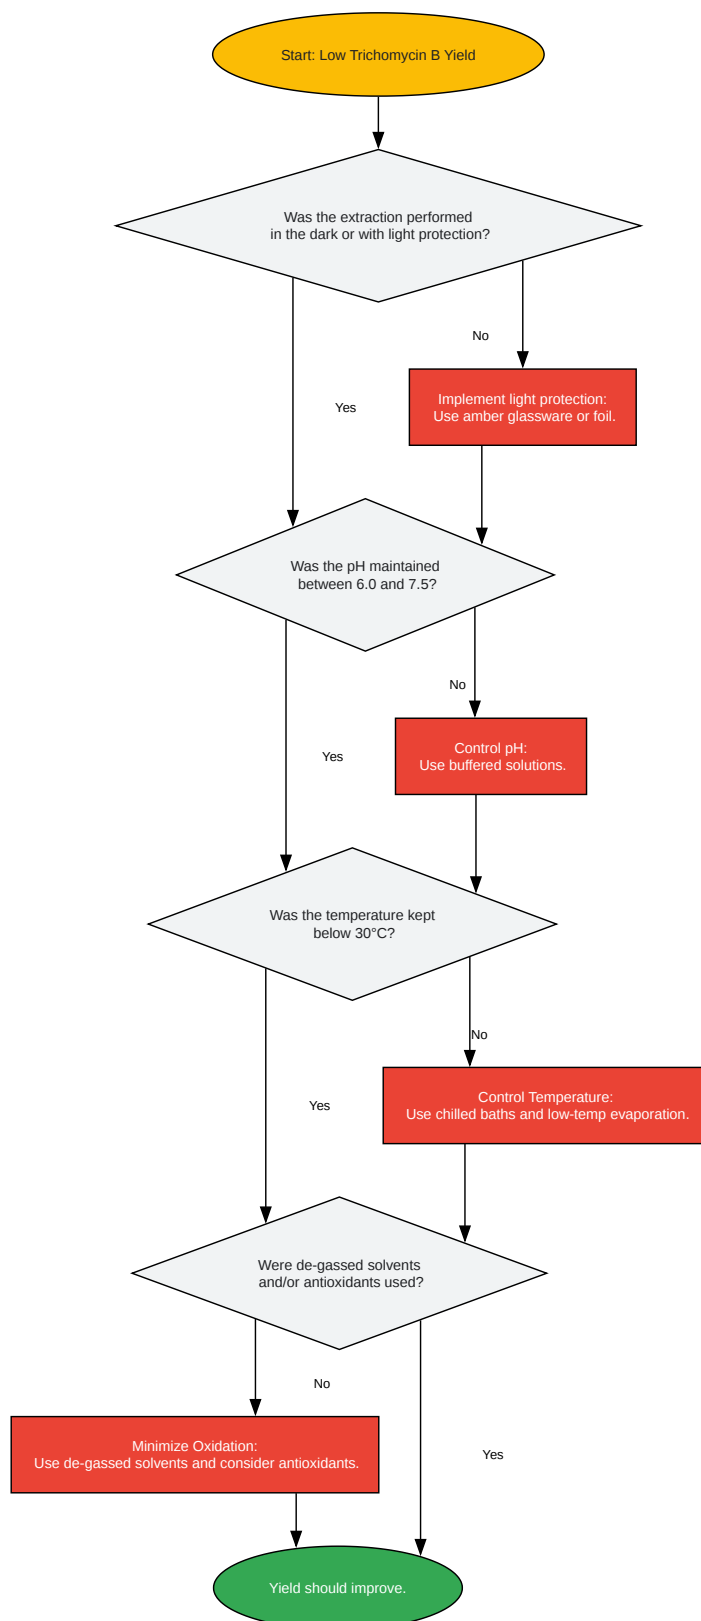 Start: Low Trichomycin B Yield
Was the extraction performed
in the dark or with light protection?
No
Implement light protection:
Use amber glassware or foil.
Yes
Was the pH maintained
between 6.0 and 7.5?
No
Control pH:
Use buffered solutions.
Yes
Was the temperature kept
below 30°C?
No
Control Temperature:
Use chilled baths and low-temp evaporation.
Yes
Were de-gassed solvents
and/or antioxidants used?
No
Minimize Oxidation:
Use de-gassed solvents and consider antioxidants.
Yes
Yield should improve.